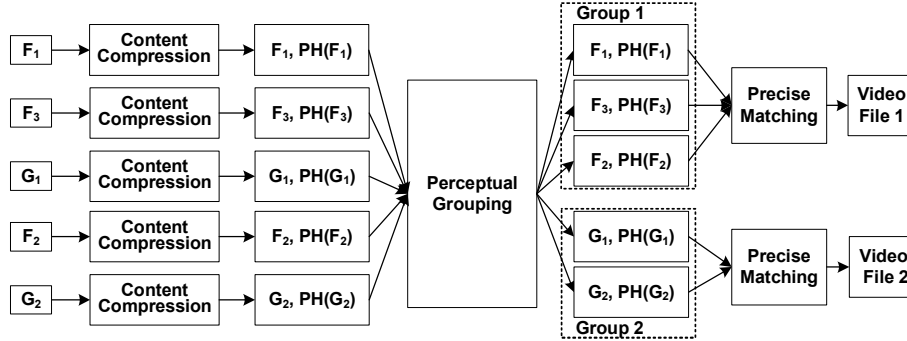 F1
Content
Compression
F1, PH(F1)
F3
Content
Compression
F3, PH(F3)
G1
Content
Compression
G1, PH(G1)
F2
Content
Compression
F2, PH(F2)
G2
Content
Compression
G2, PH(G2)
Perceptual
Grouping
Group 1
F1, PH(F1)
F3, PH(F3)
F2, PH(F2)
Precise
Matching
Video
File 1
G1, PH(G1)
G2, PH(G2)
Group 2
Precise
Matching
Video
File 2